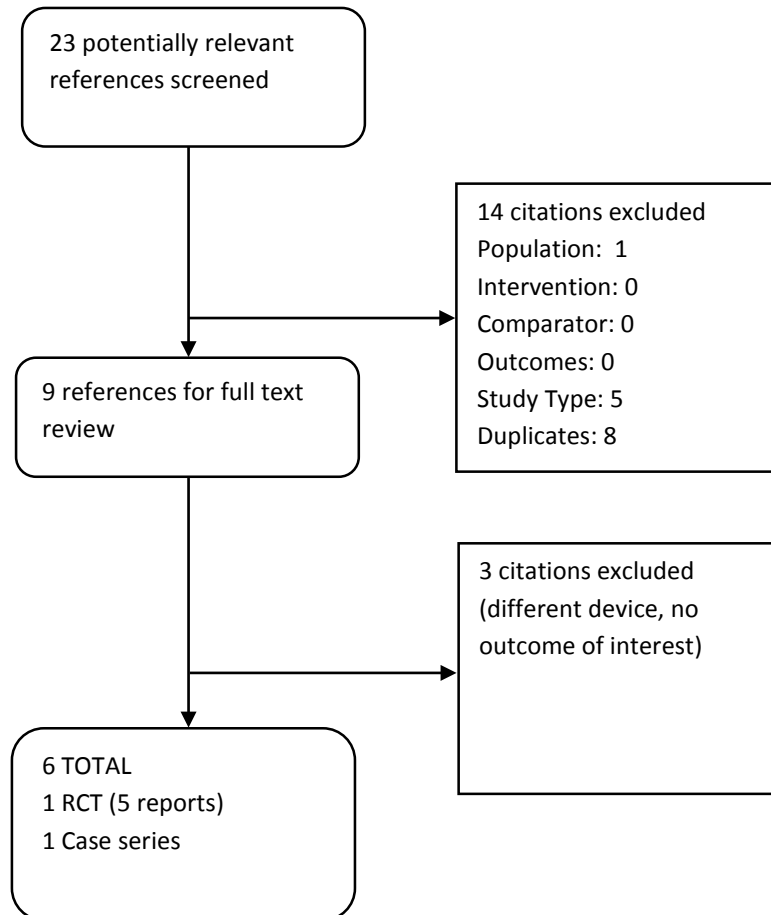 23 potentially relevant
references screened
14 citations excluded
Population:  1
Intervention: 0
Comparator: 0
Outcomes: 0
Study Type: 5
Duplicates: 8
9 references for full text
review
3 citations excluded
(different device, no
outcome of interest)
6 TOTAL
1 RCT (5 reports)
1 Case series